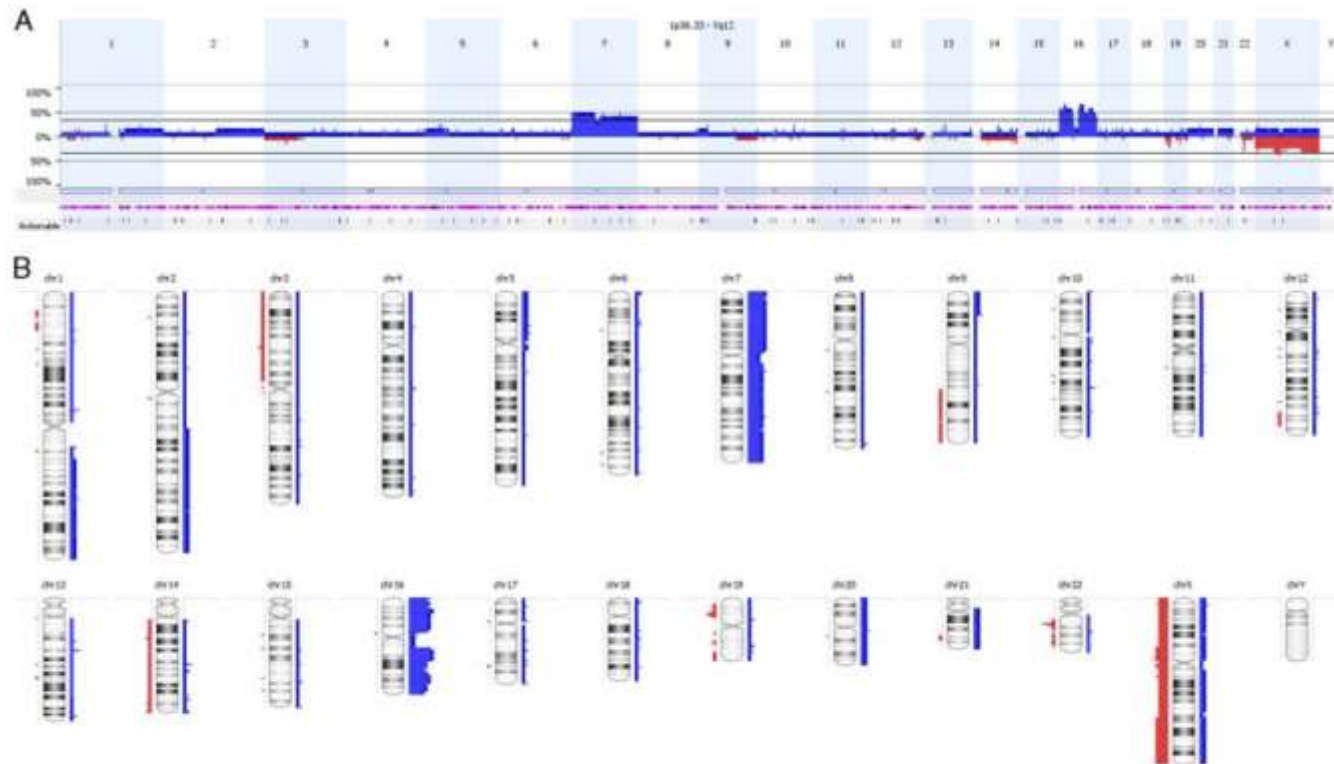 A
1p36.33 - Yq12
1 2 3 4 5 6 7 8 9 10 11 12 13 14 15 16 17 18 19 20 21 22 X
100%
50%
0%
50%
100%
B
chr1 chr2 chr3 chr4 chr5 chr6 chr7 chr8 chr9 chr10 chr11 chr12
chr13 chr14 chr15 chr16 chr17 chr18 chr19 chr20 chr21 chr22 chrX chrY